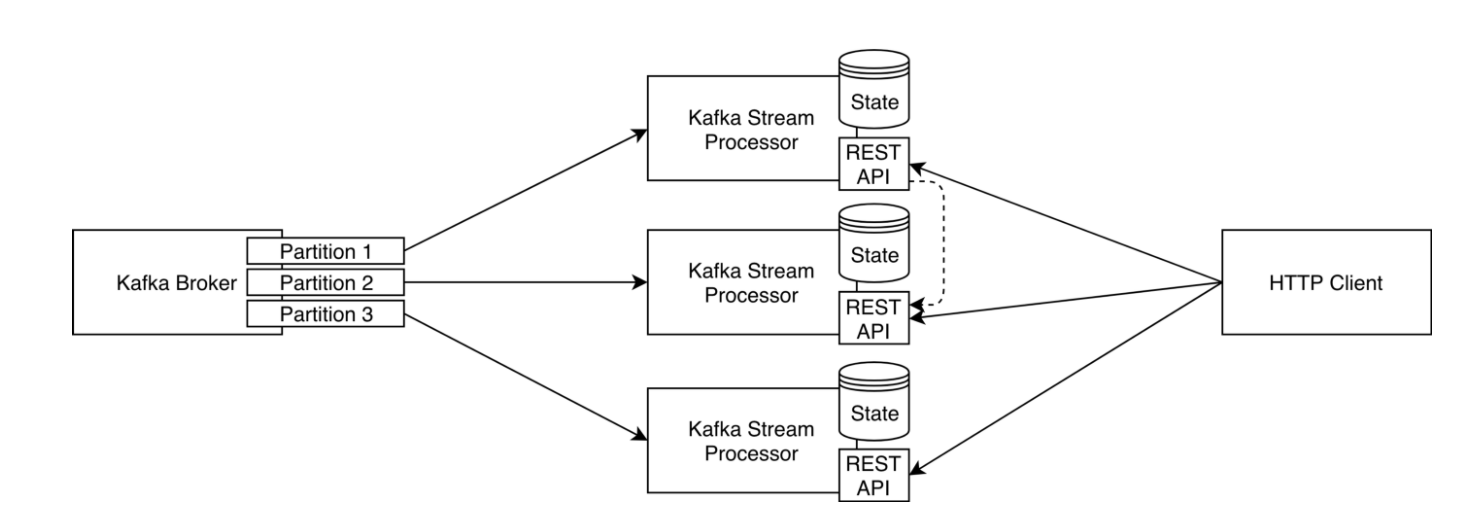 Kafka Broker
Partition 1
Partition 2
Partition 3
Kafka Stream
Processor
State
REST
API
Kafka Stream
Processor
State
REST
API
Kafka Stream
Processor
State
REST
API
HTTP Client